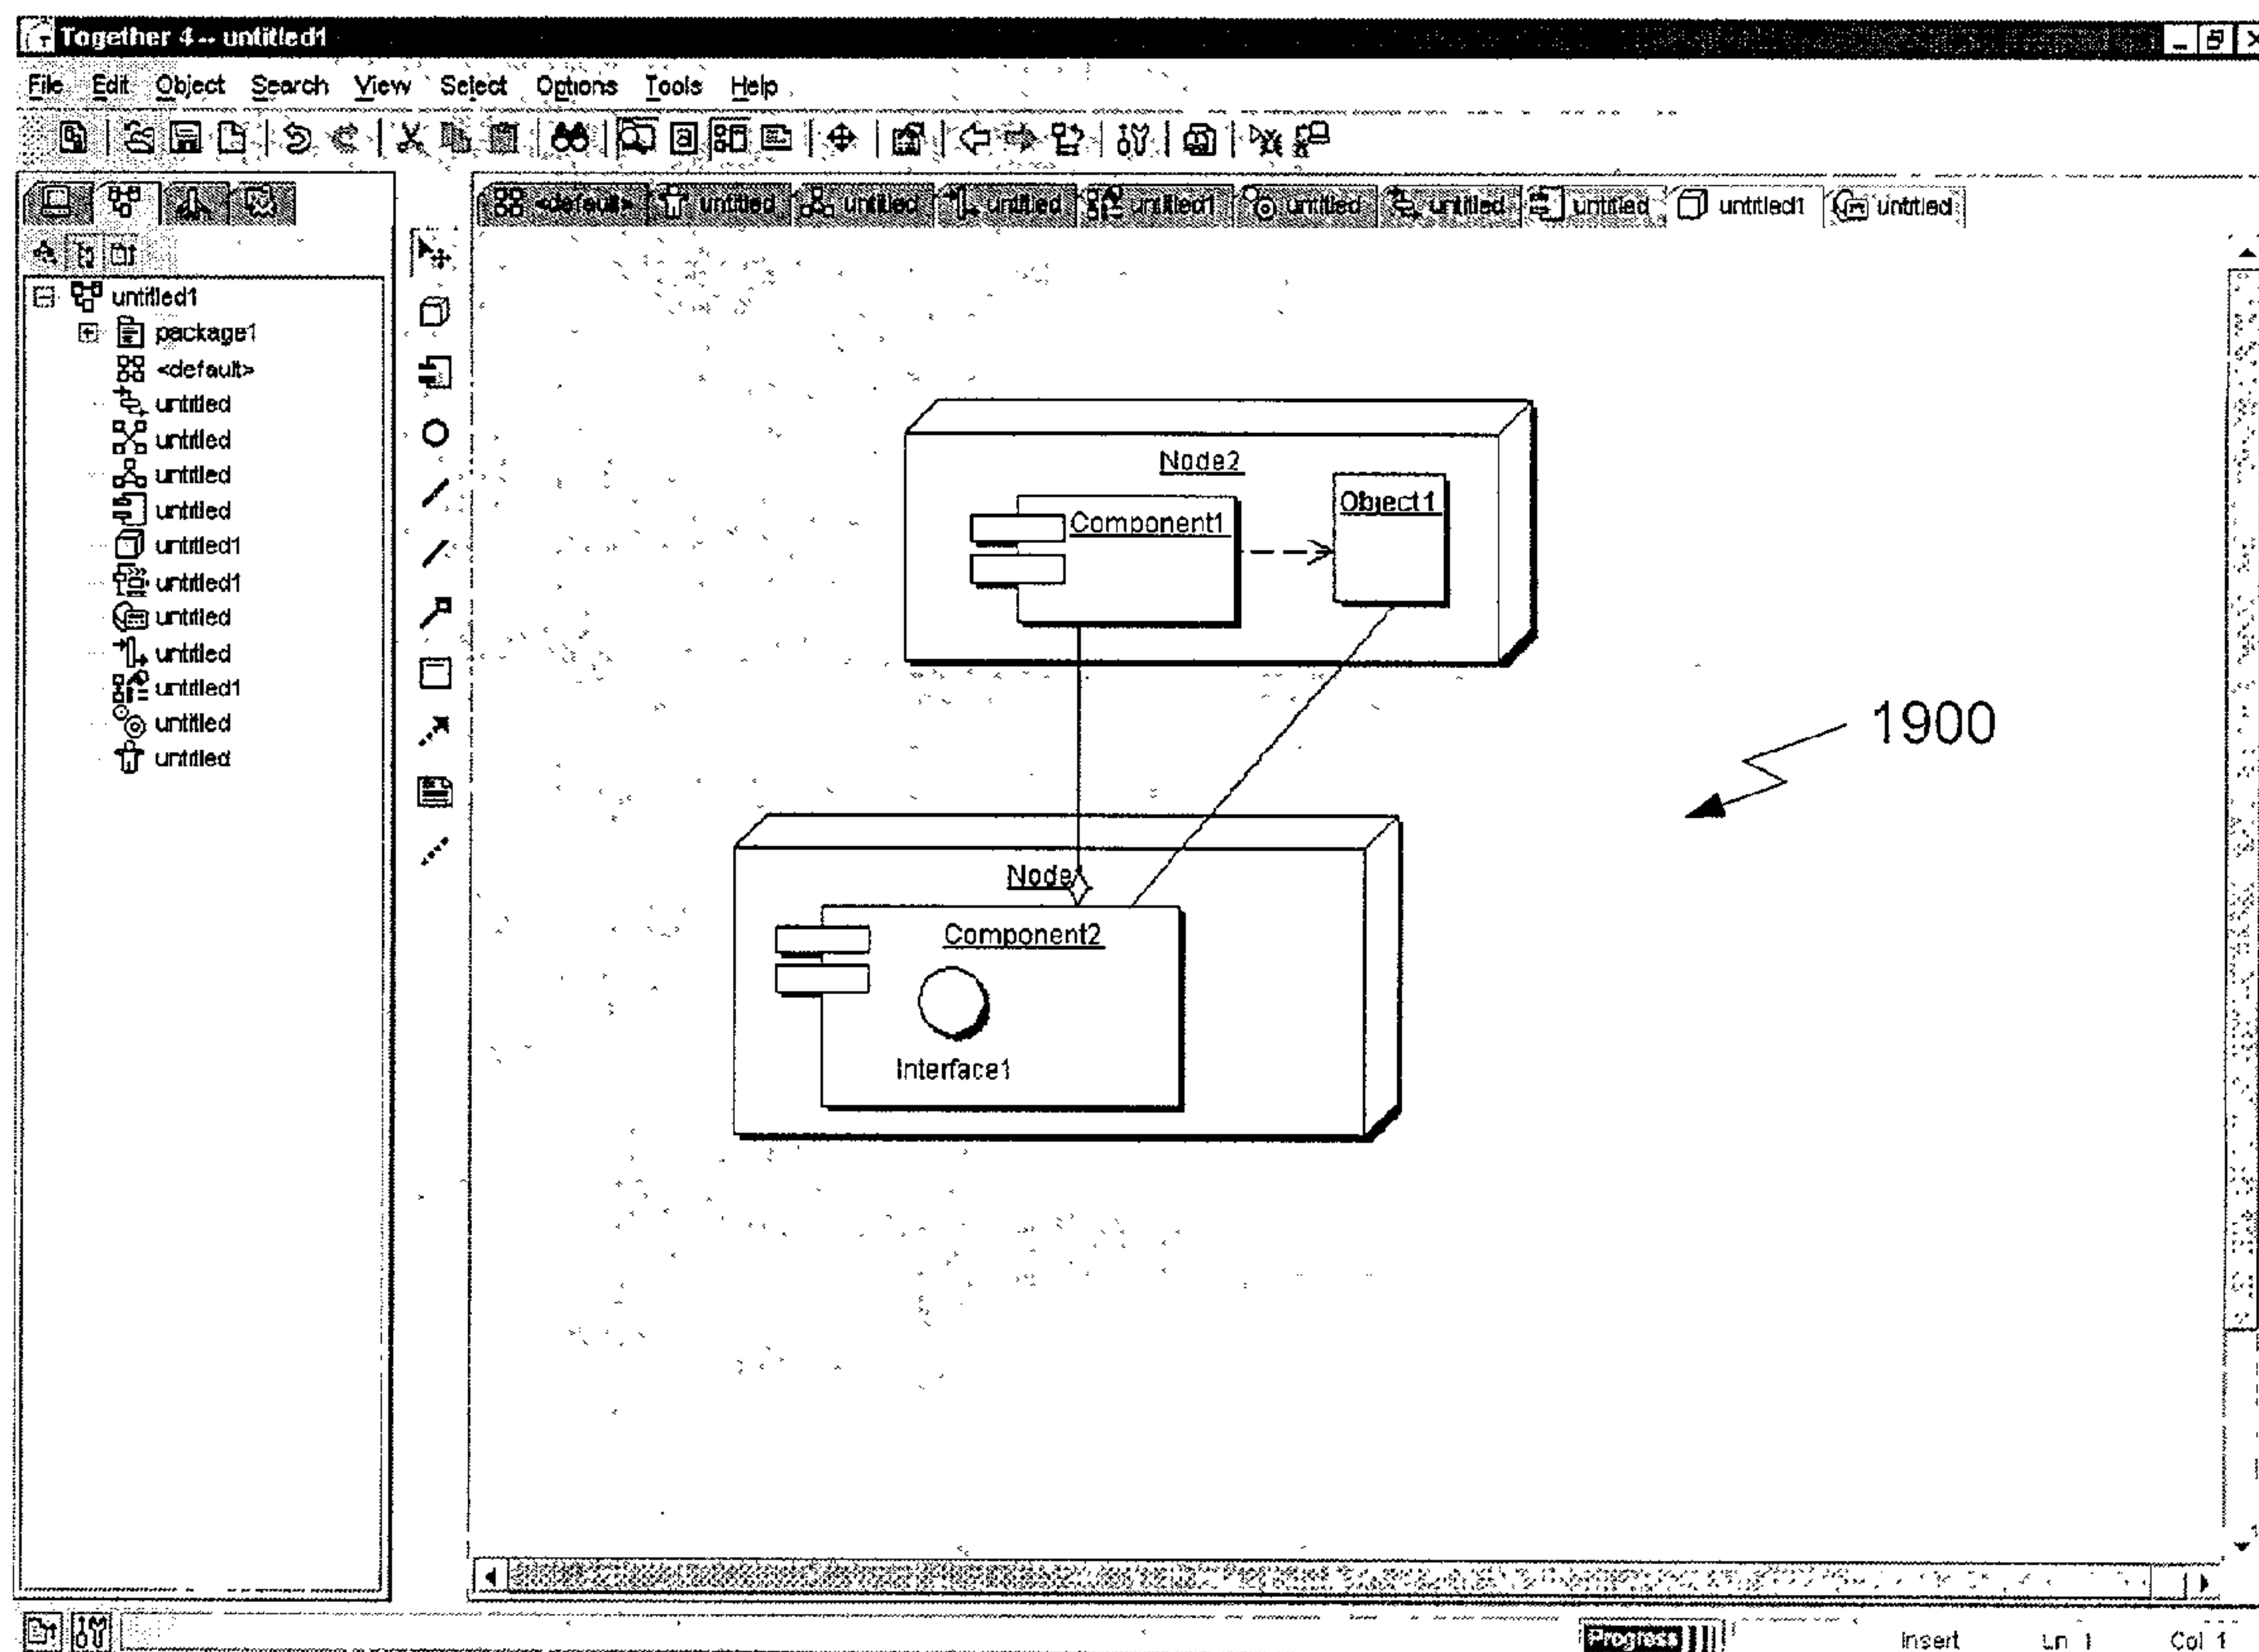 Together 4 -- untitled1
File Edit Object Search View Select Options Tools Help
<default> untitled untitled untitled untitled1 untitled untitled untitled untitled1 untitled
untitled1
package1
<default>
untitled
untitled
untitled
untitled
untitled1
untitled1
untitled
untitled
untitled1
untitled
untitled
Node2
Component1
Object1
1900
Node
Component2
Interface1
Progress Insert Ln 1 Col 1